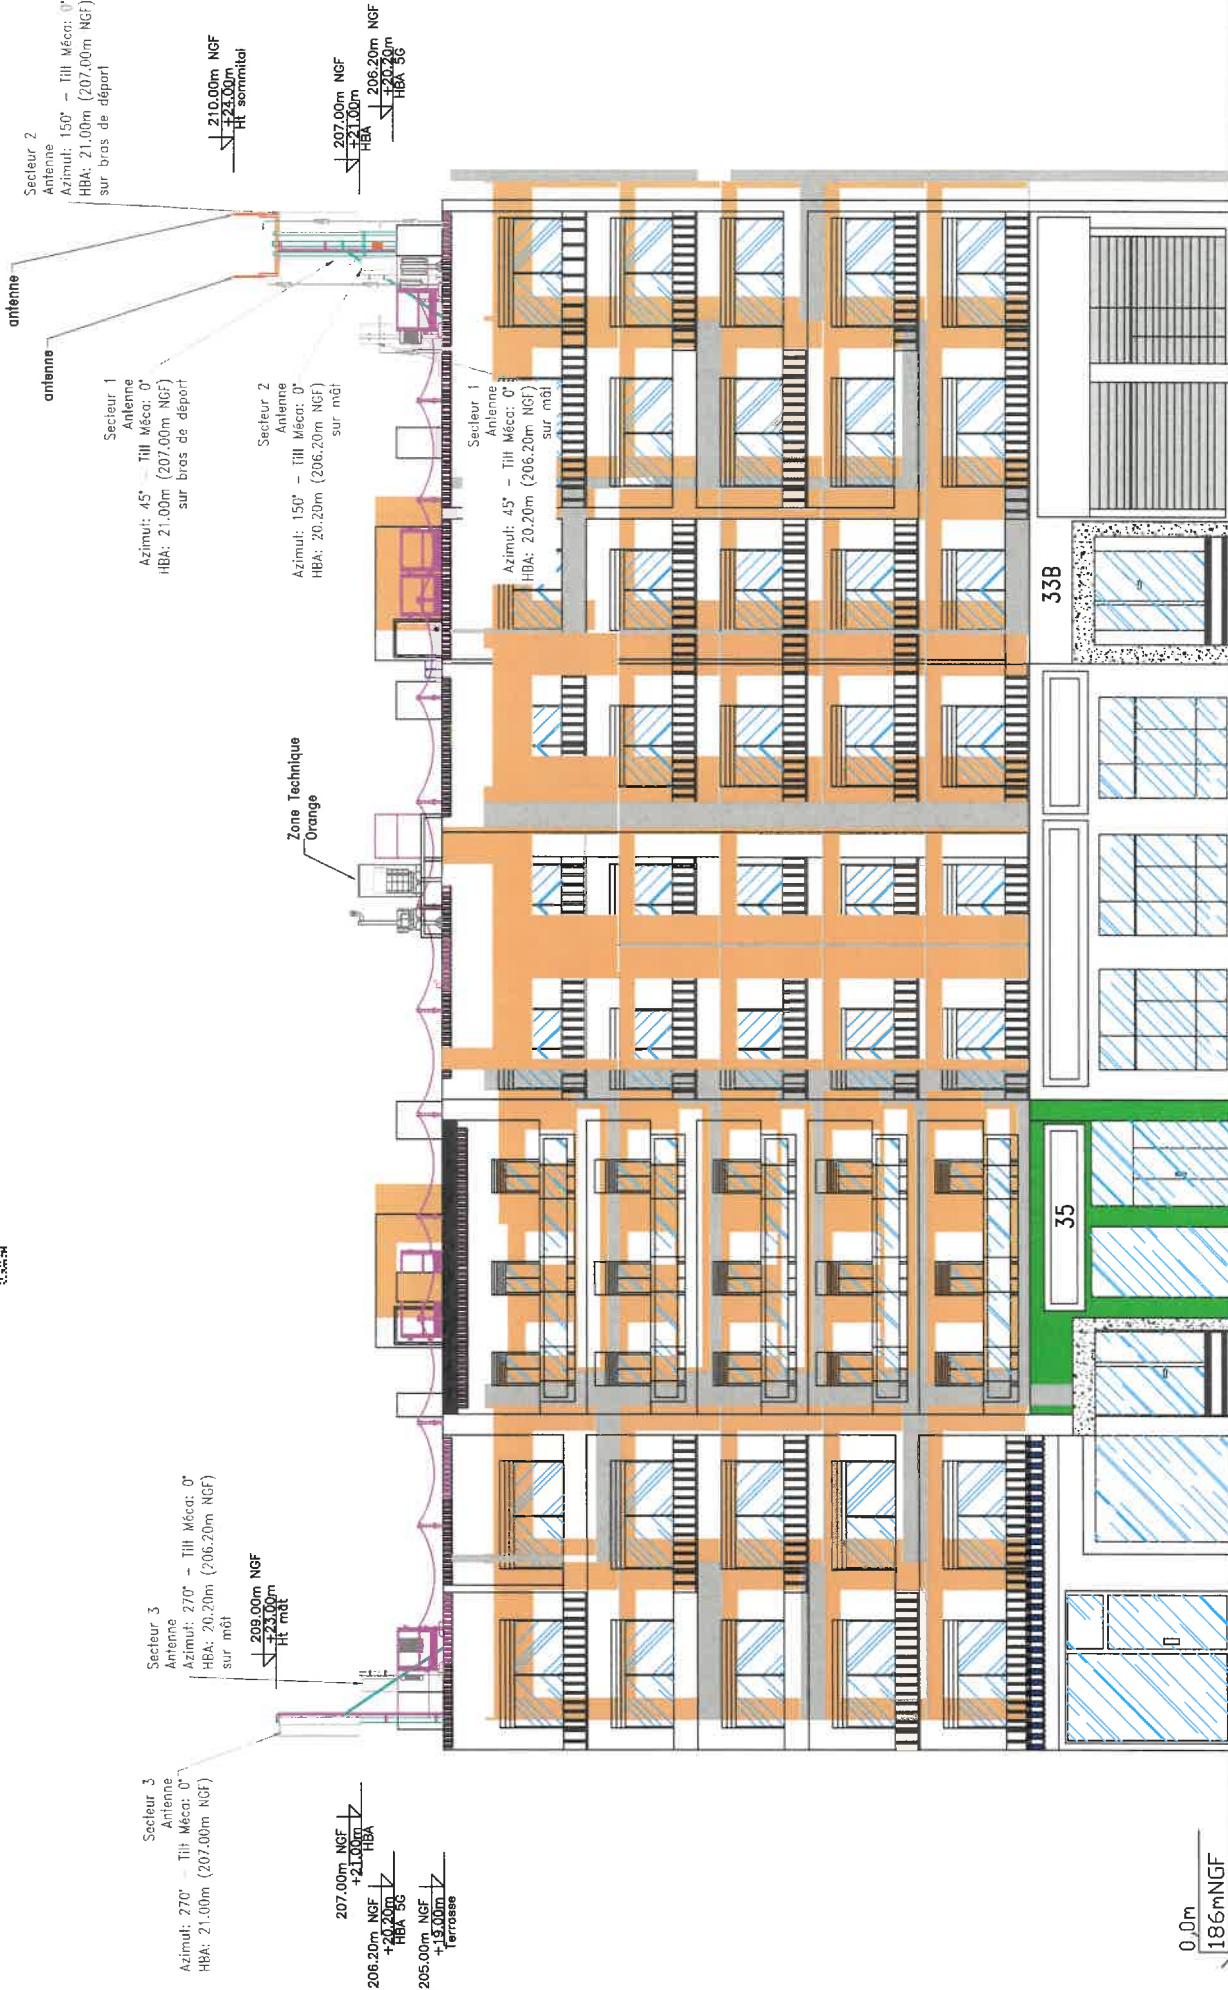 Secteur 3
Antenne
Azimut: 270° - Tilt Méca: 0°
HBA: 21.00m (207.00m NGF)
Secteur 3
Antenne
Azimut: 270° - Tilt Méca: 0°
HBA: 20.20m (206.20m NGF)
sur mât
209.00m NGF
+23.00m
Ht mât
207.00m NGF
+21.00m
HBA
206.20m NGF
+20.20m
HBA 5G
205.00m NGF
+19.00m
Terrasse
0.0m
186mNGF
Zone Technique
Orange
antenne
antenne
Secteur 1
Antenne
Azimut: 45° - Tilt Méca: 0°
HBA: 21.00m (207.00m NGF)
sur bras de déport
Secteur 2
Antenne
Azimut: 150° - Tilt Méca: 0°
HBA: 20.20m (206.20m NGF)
sur mât
Secteur 1
Antenne
Azimut: 45° - Tilt Méca: 0°
HBA: 20.20m (206.20m NGF)
sur mât
Secteur 2
Antenne
Azimut: 150° - Tilt Méca: 0°
HBA: 21.00m (207.00m NGF)
sur bras de déport
210.00m NGF
+24.00m
Ht sommital
207.00m NGF
+21.00m
HBA
206.20m NGF
+20.20m
HBA 5G
35
33B